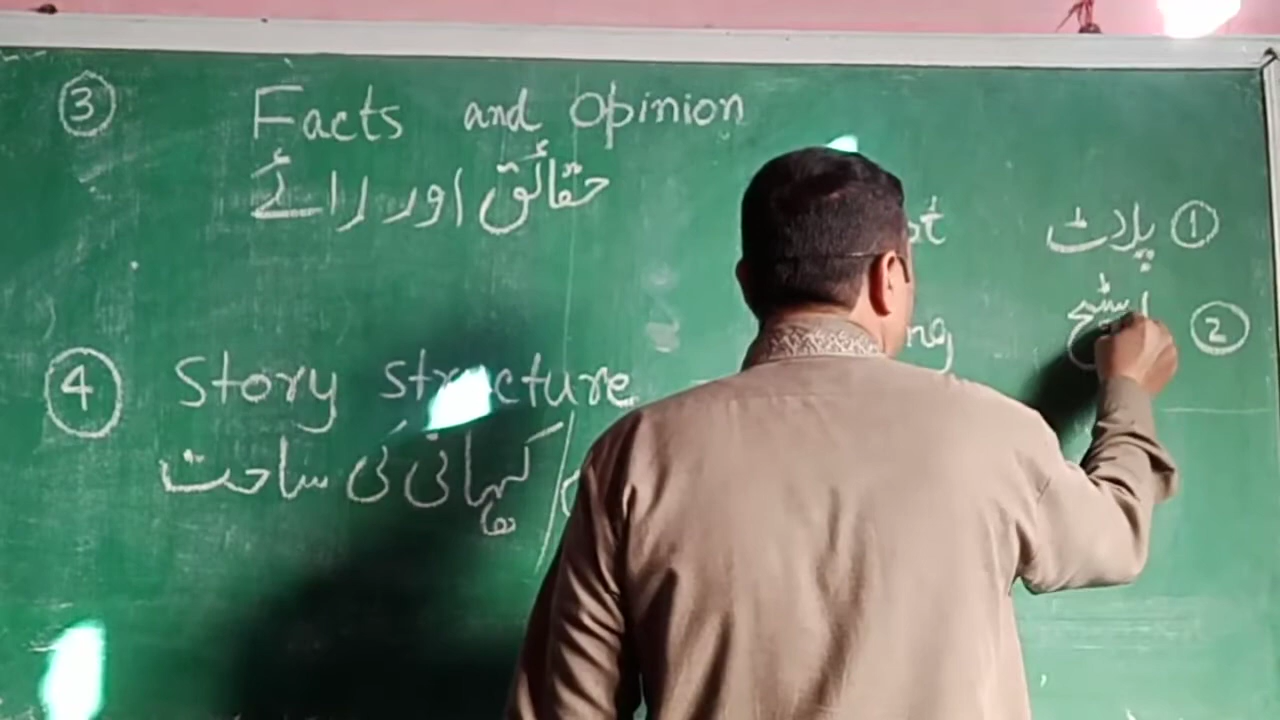 ③ Facts and Opinion
حقائق اور رائے
① پلاٹ
② اسٹیج
④ Story structure
کہانی کی ساخت